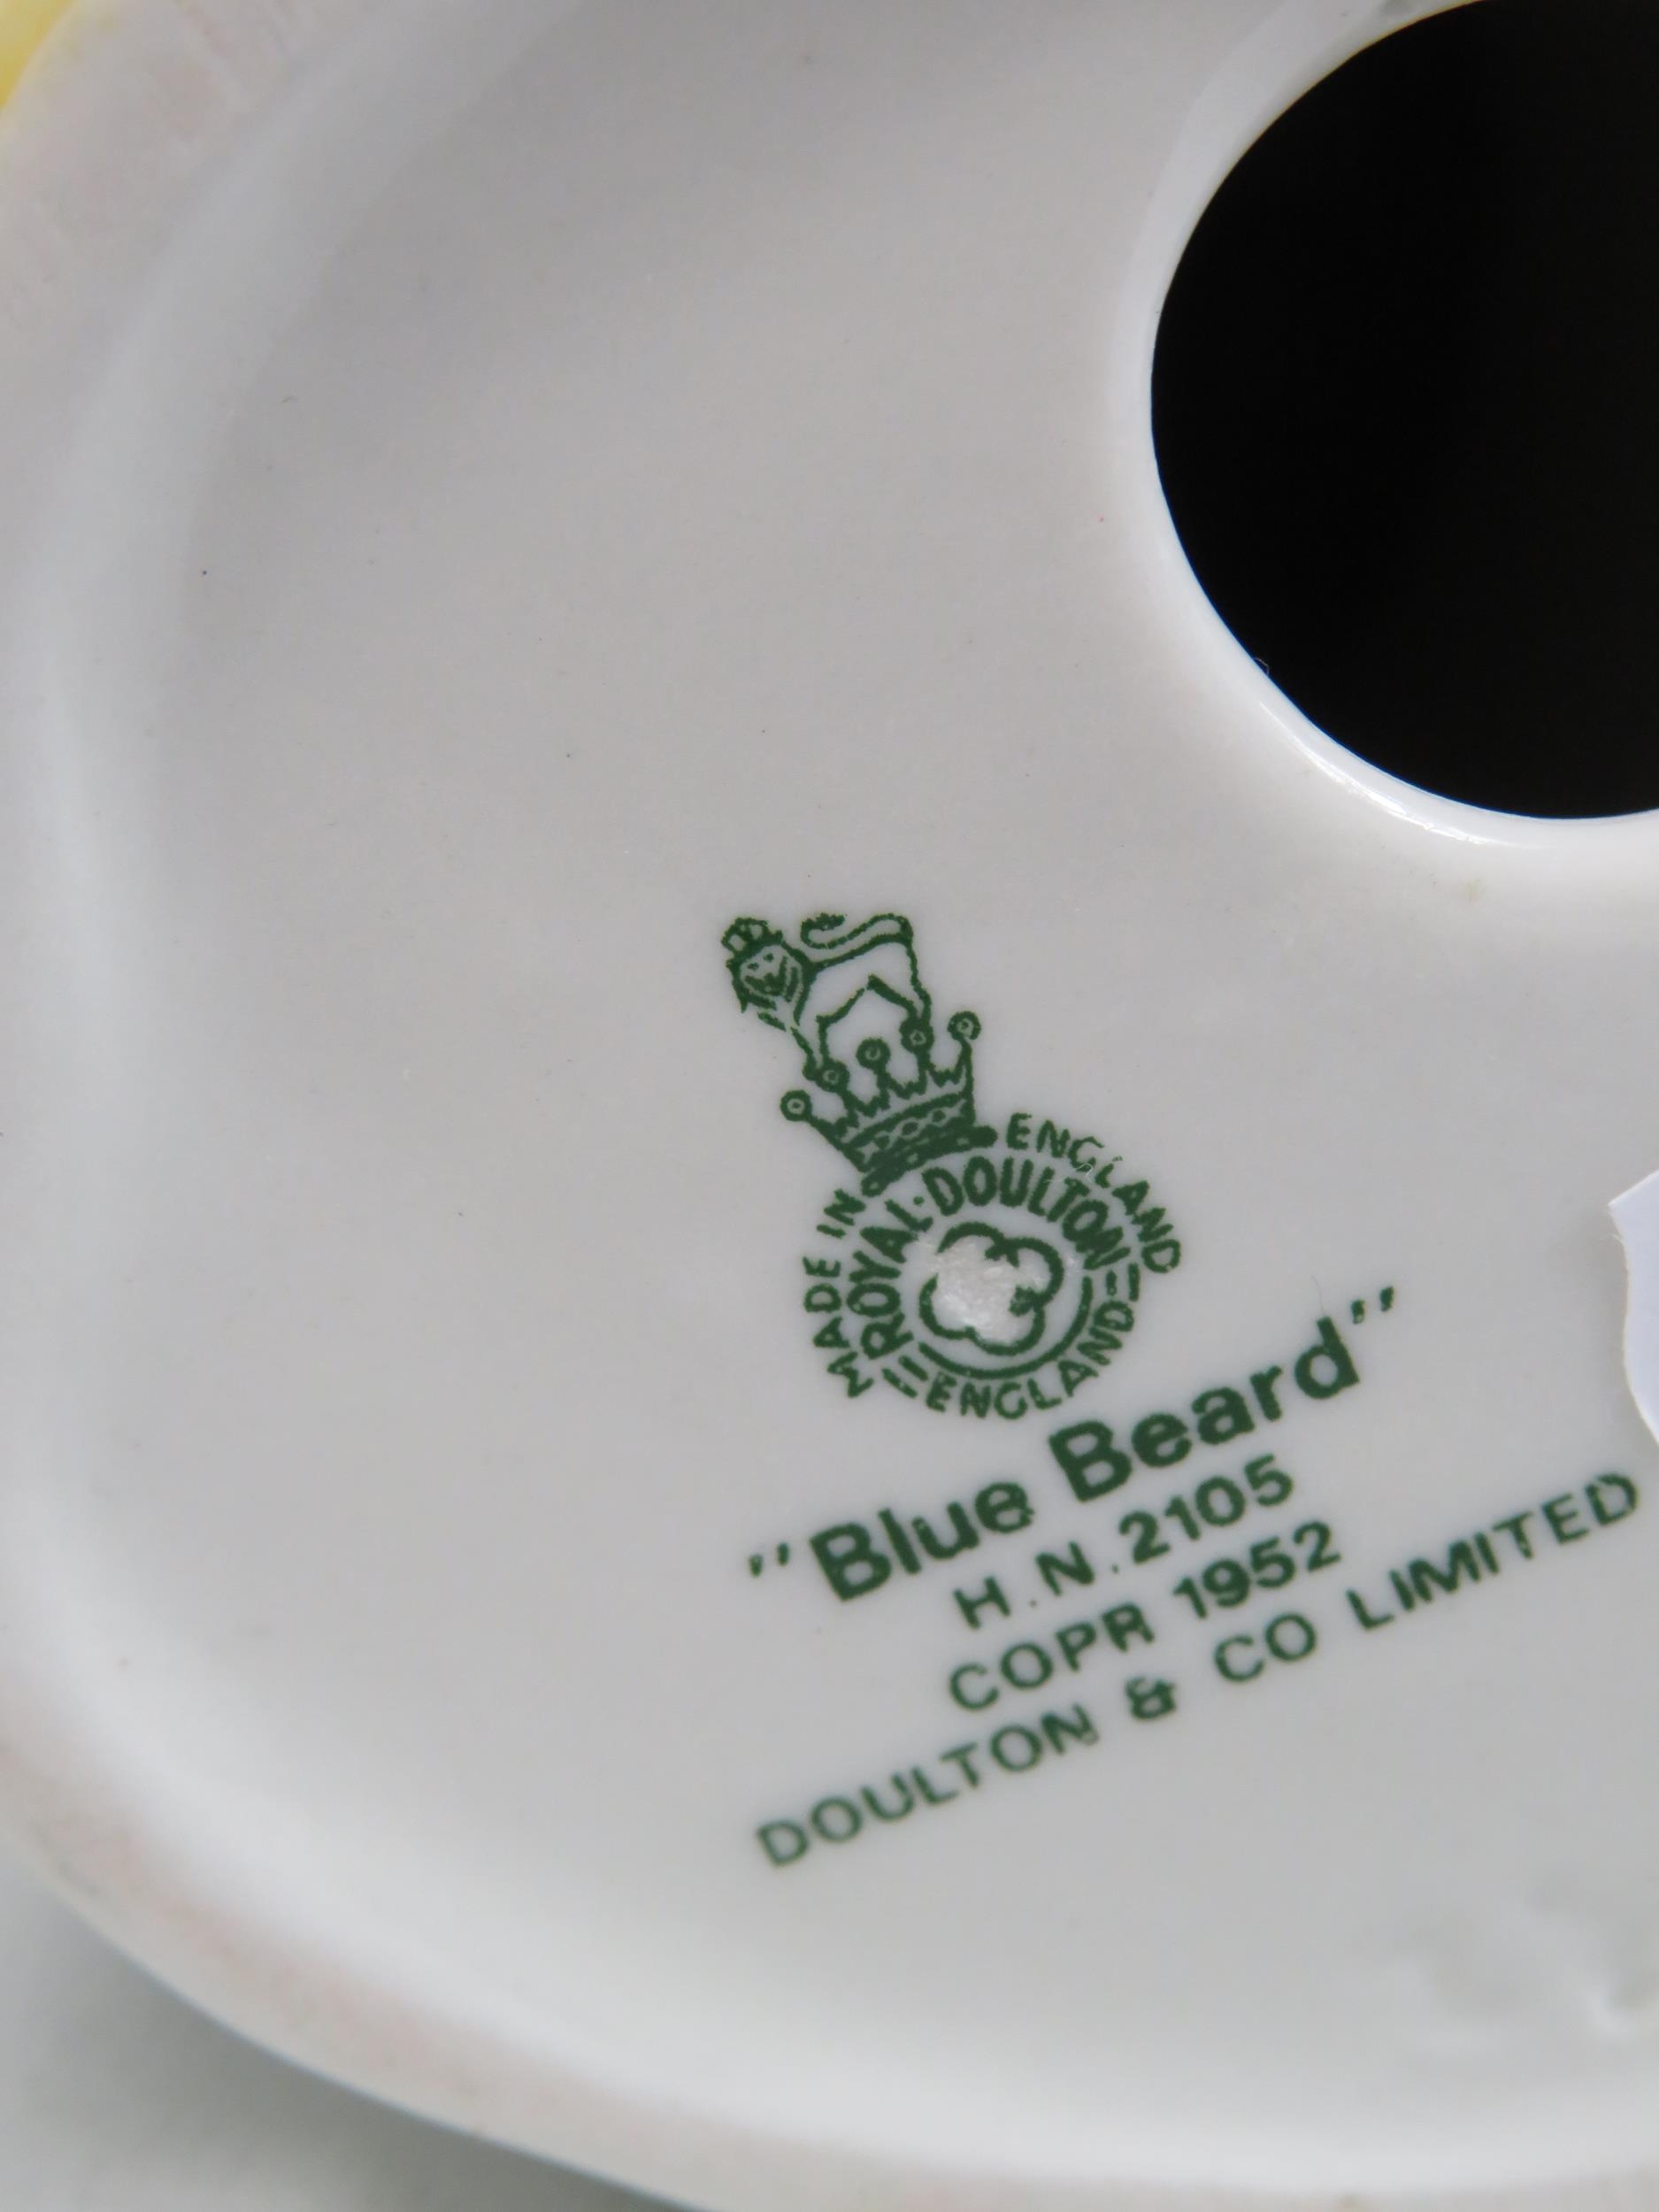 MADE IN ENGLAND
ROYAL·DOULTON
ENGLAND
"Blue Beard"
H.N.2105
COPR 1952
DOULTON & CO LIMITED